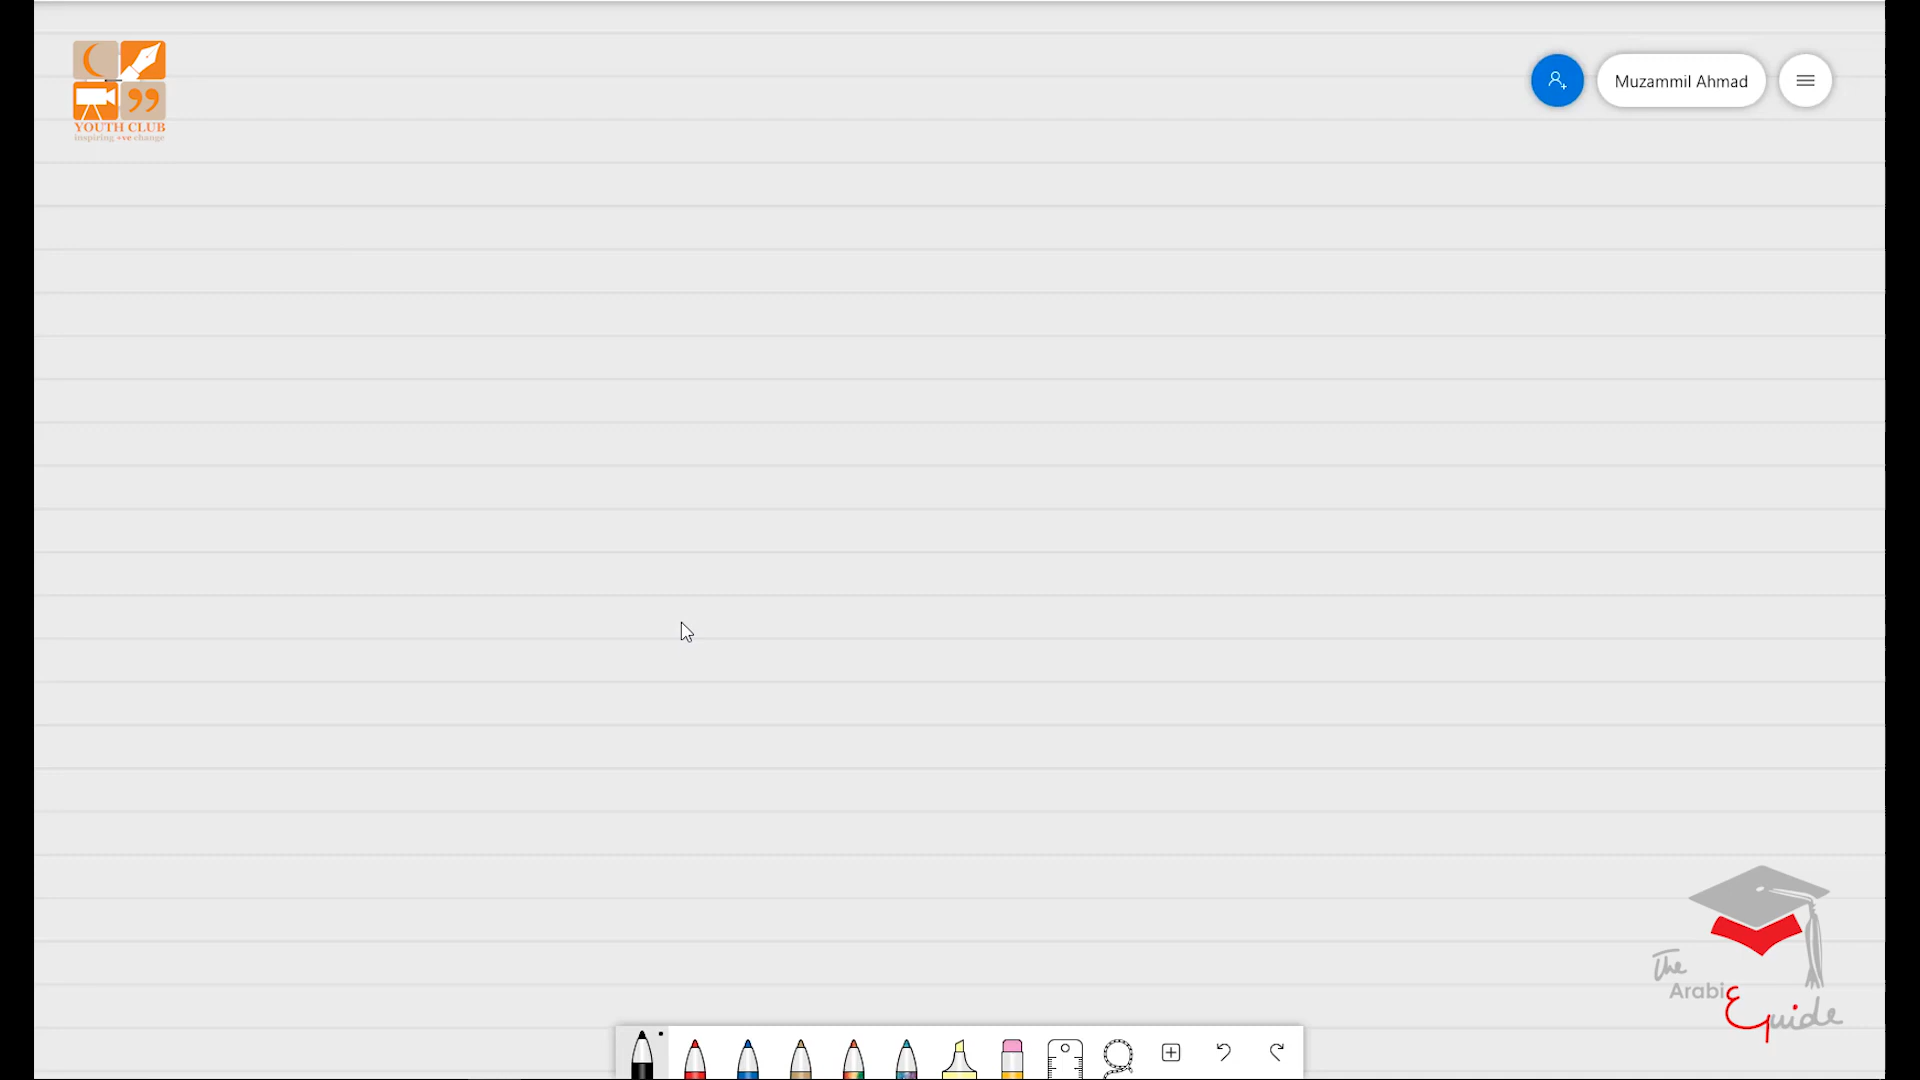 YOUTH CLUB
inspiring +ve change
Muzammil Ahmad
The
Arabic
Guide